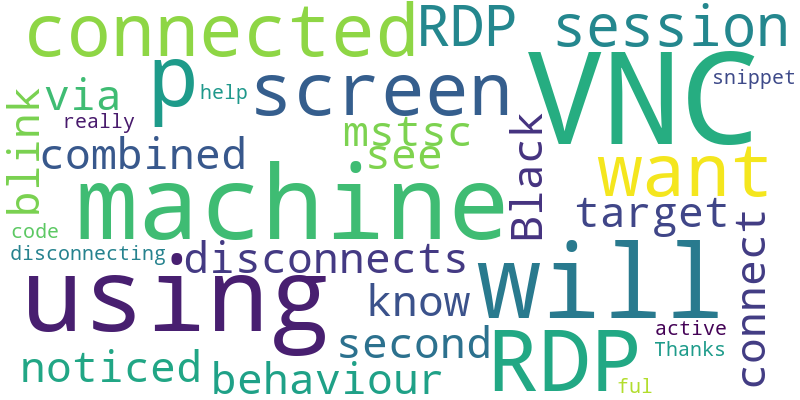 connected RDP session
VNC
p
screen
snippet
via
help
blink
really
mstsc
Black
combined
see
want
machine
target
code
disconnecting
disconnects
connect
using
will
know
second
active
RDP
Thanks
noticed
behaviour
ful